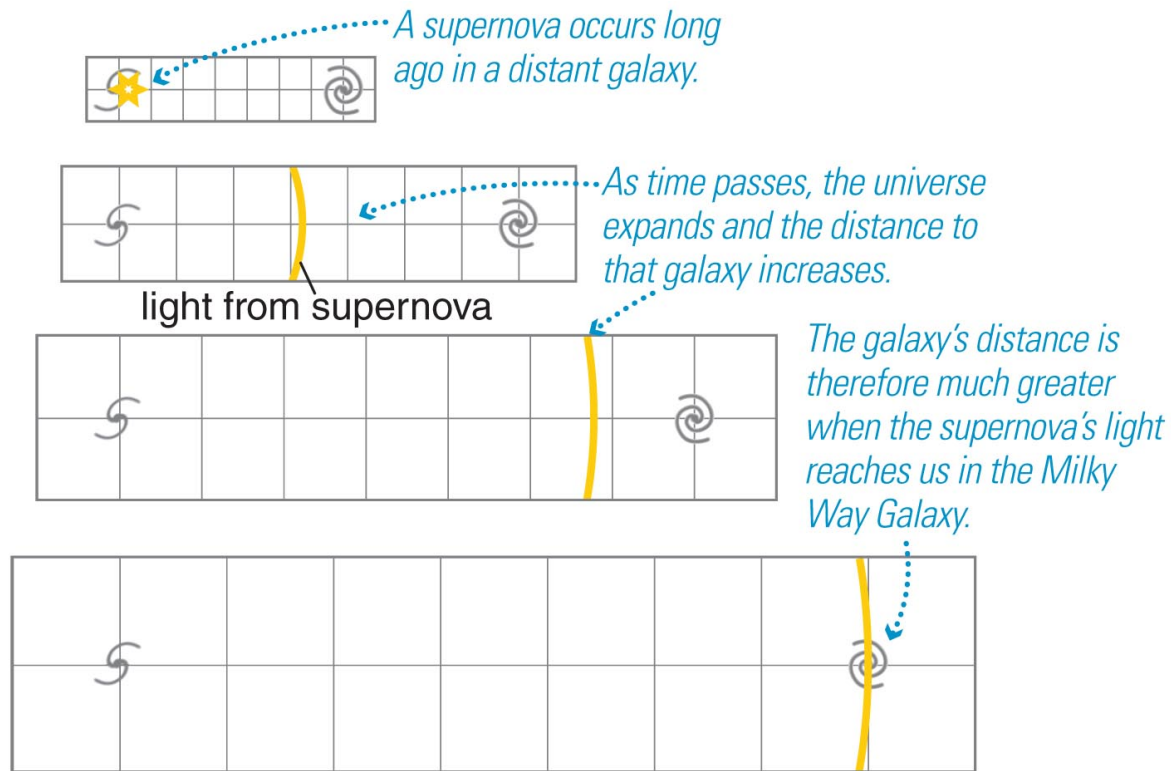 A supernova occurs long
ago in a distant galaxy.
As time passes, the universe
expands and the distance to
that galaxy increases.
light from supernova
The galaxy’s distance is
therefore much greater
when the supernova’s light
reaches us in the Milky
Way Galaxy.